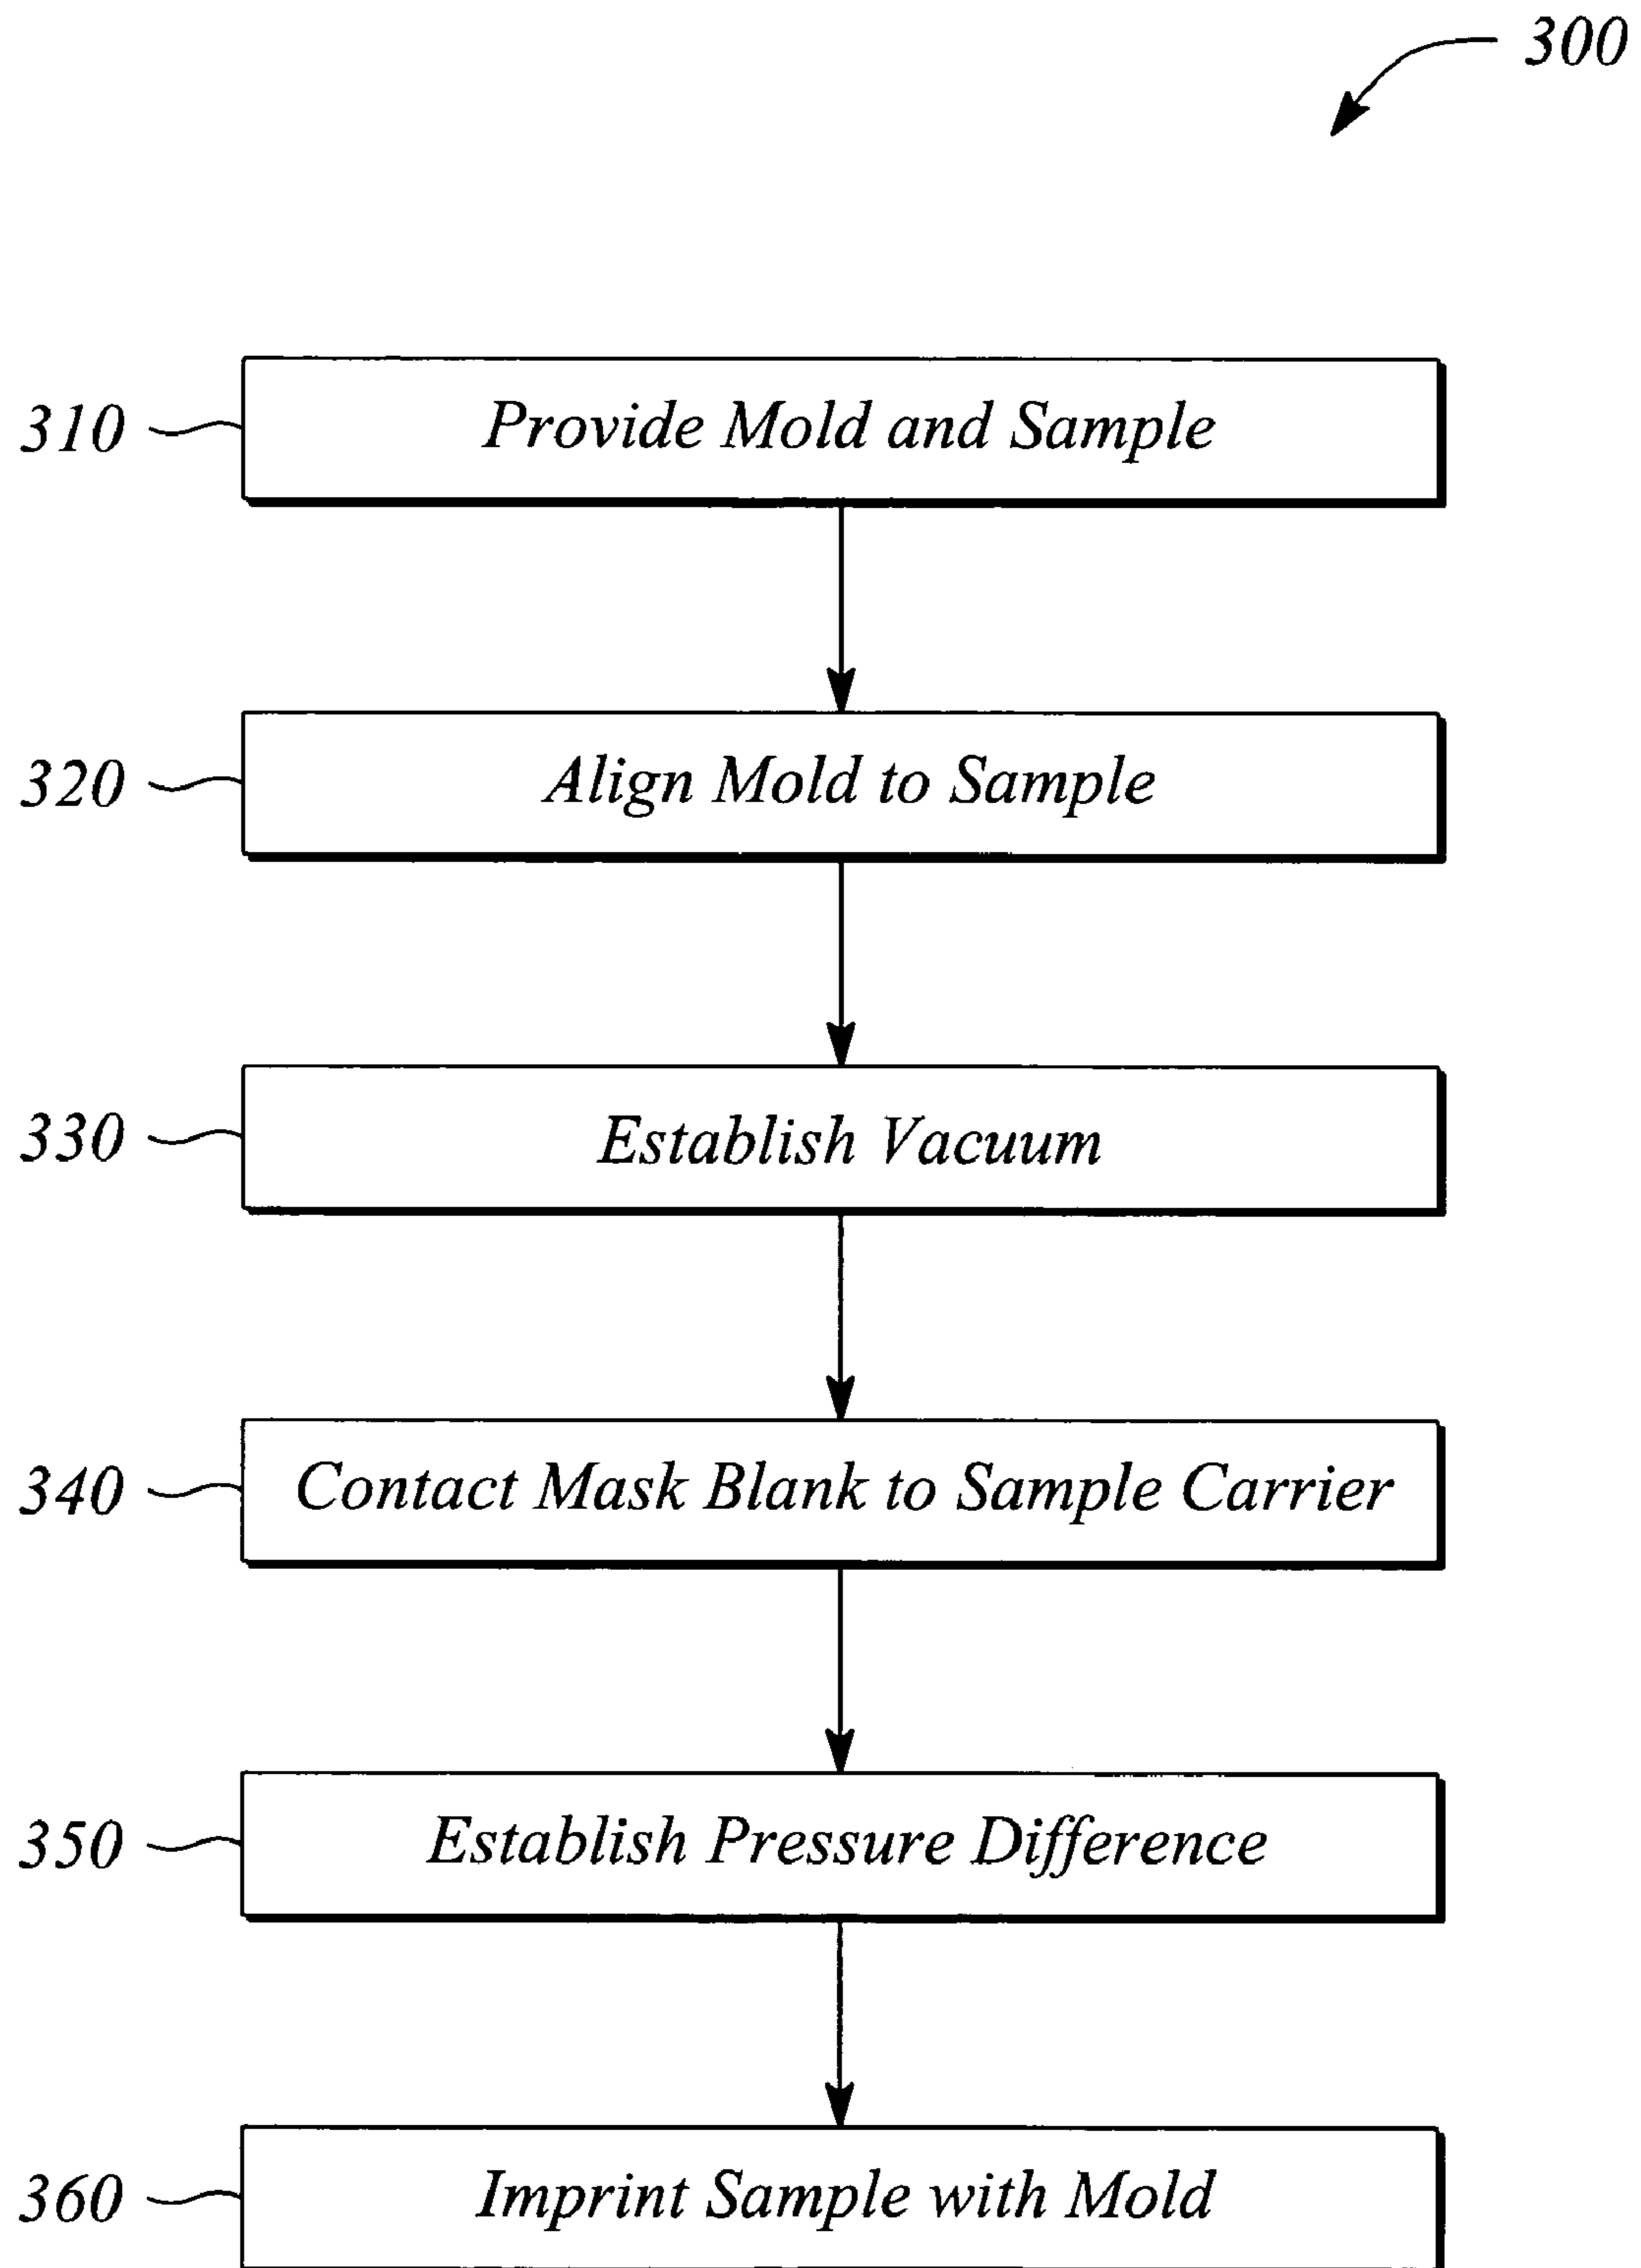 300
310 Provide Mold and Sample
320 Align Mold to Sample
330 Establish Vacuum
340 Contact Mask Blank to Sample Carrier
350 Establish Pressure Difference
360 Imprint Sample with Mold